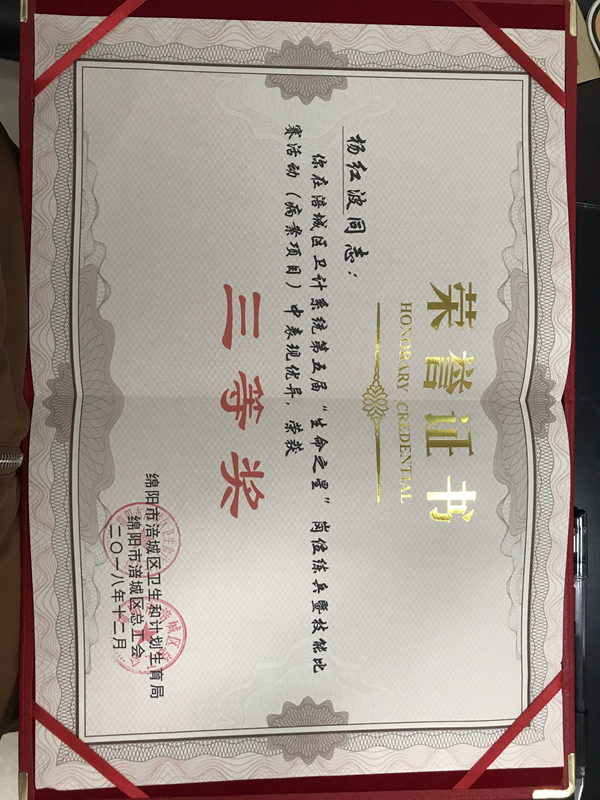 荣誉证书
HONORARY CREDENTIAL
杨红波同志：
你在涪城区卫计系统第五届“生命之星”岗位练兵暨技能比
赛活动（病案项目）中表现优异，荣获
三等奖
绵阳市涪城区卫生和计划生育局
绵阳市涪城区总工会
二〇一八年十二月